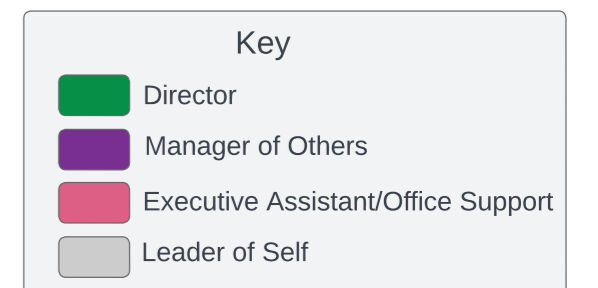 Key
Director
Manager of Others
Executive Assistant/Office Support
Leader of Self